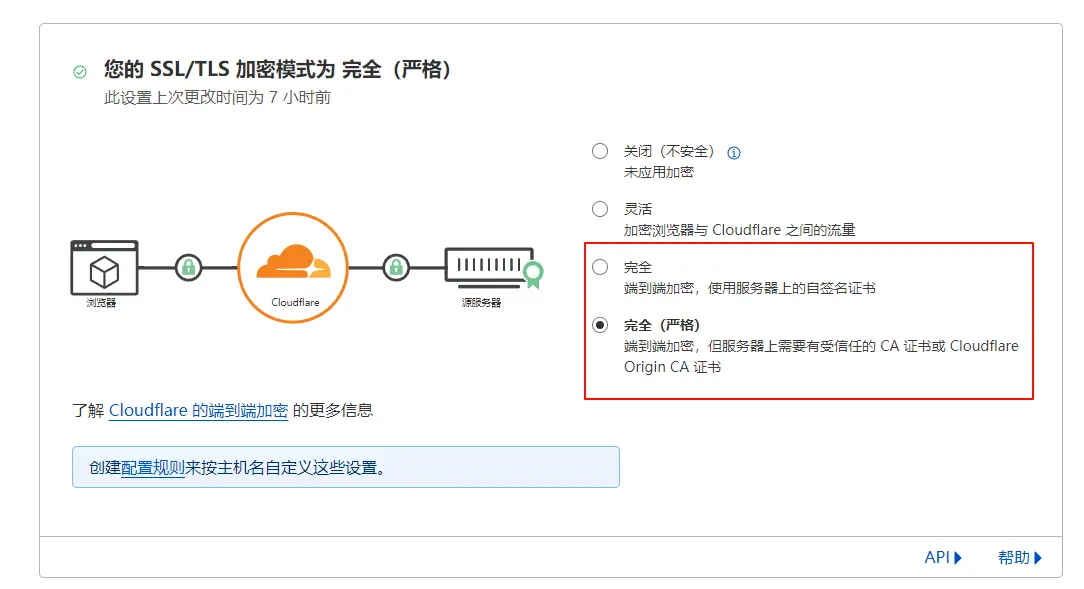 您的 SSL/TLS 加密模式为 完全（严格）
此设置上次更改时间为 7 小时前
关闭（不安全）
未应用加密
灵活
加密浏览器与 Cloudflare 之间的流量
完全
端到端加密，使用服务器上的自签名证书
完全（严格）
端到端加密，但服务器上需要有受信任的 CA 证书或 Cloudflare
Origin CA 证书
浏览器
Cloudflare
源服务器
了解 Cloudflare 的端到端加密 的更多信息
创建配置规则来按主机名自定义这些设置。
API
帮助